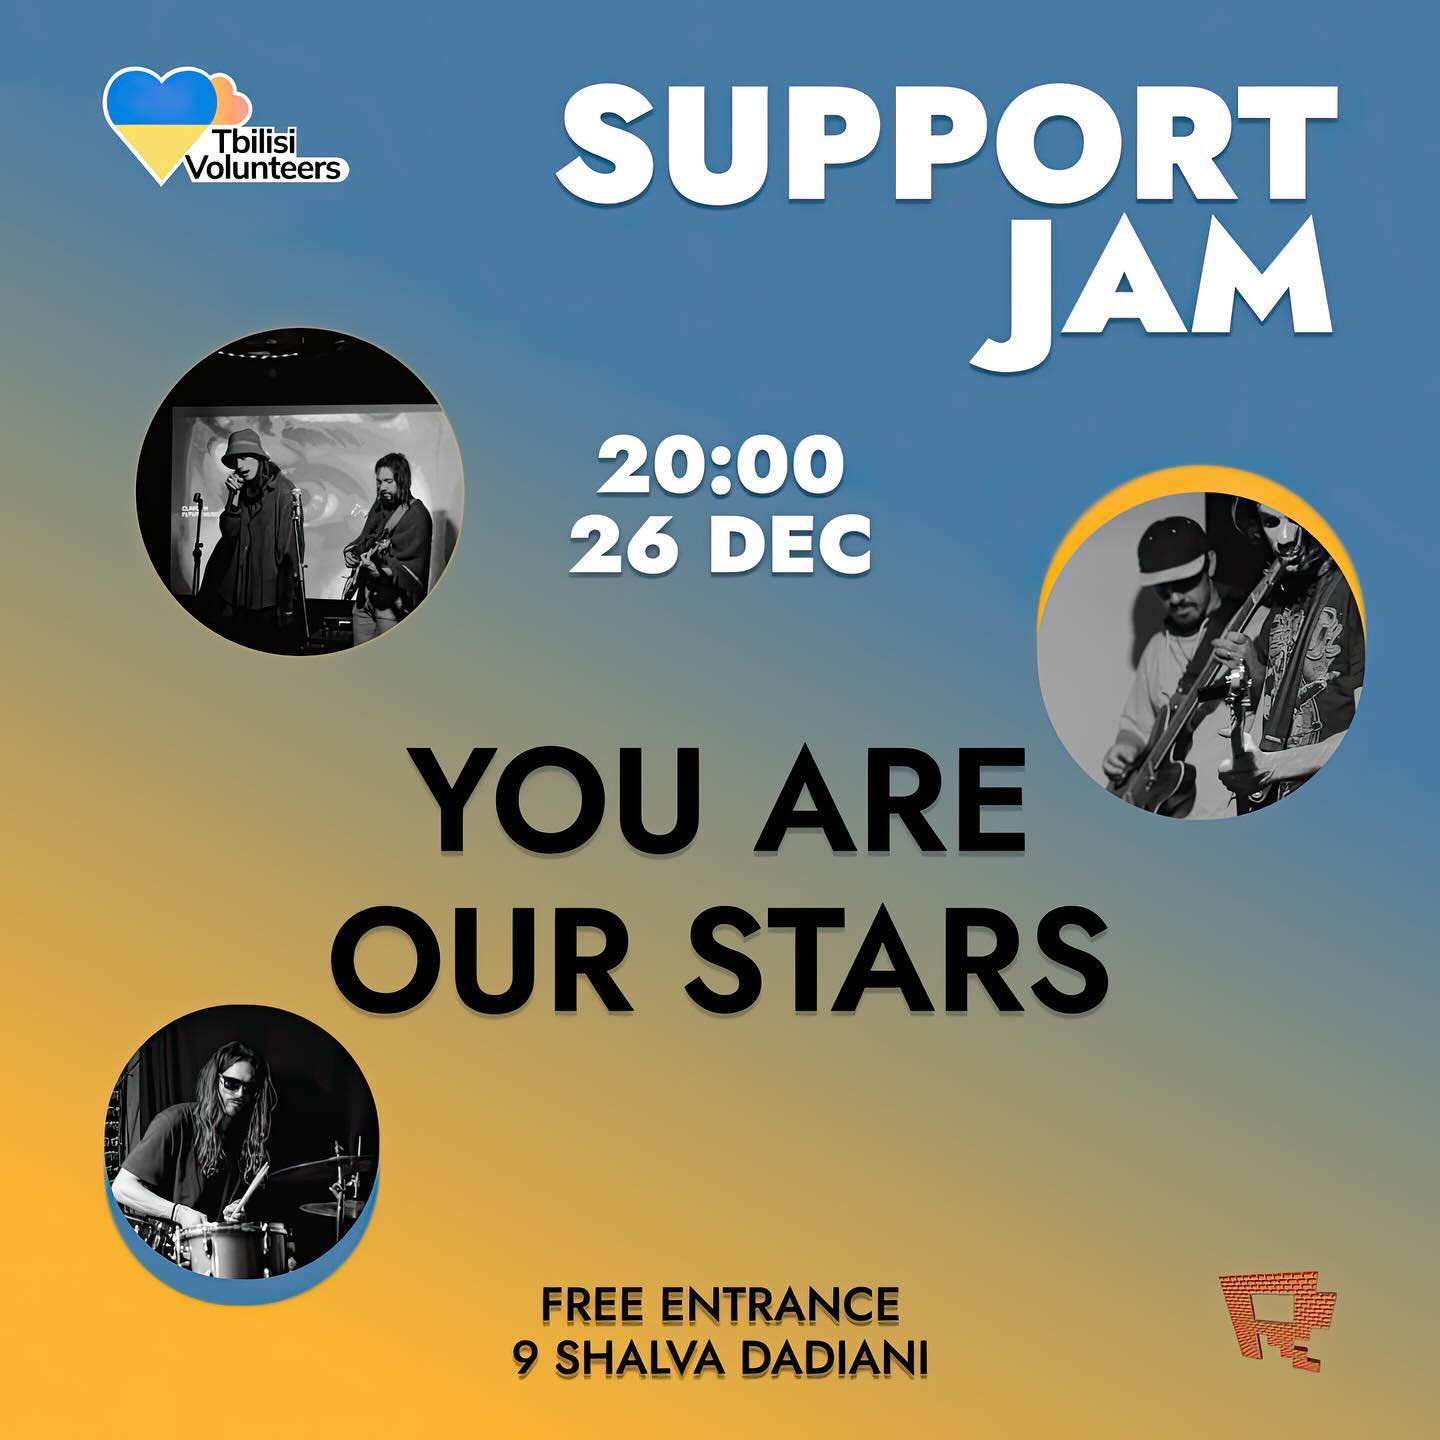 Tbilisi
Volunteers
SUPPORT
JAM
20:00
26 DEC
YOU ARE
OUR STARS
FREE ENTRANCE
9 SHALVA DADIANI